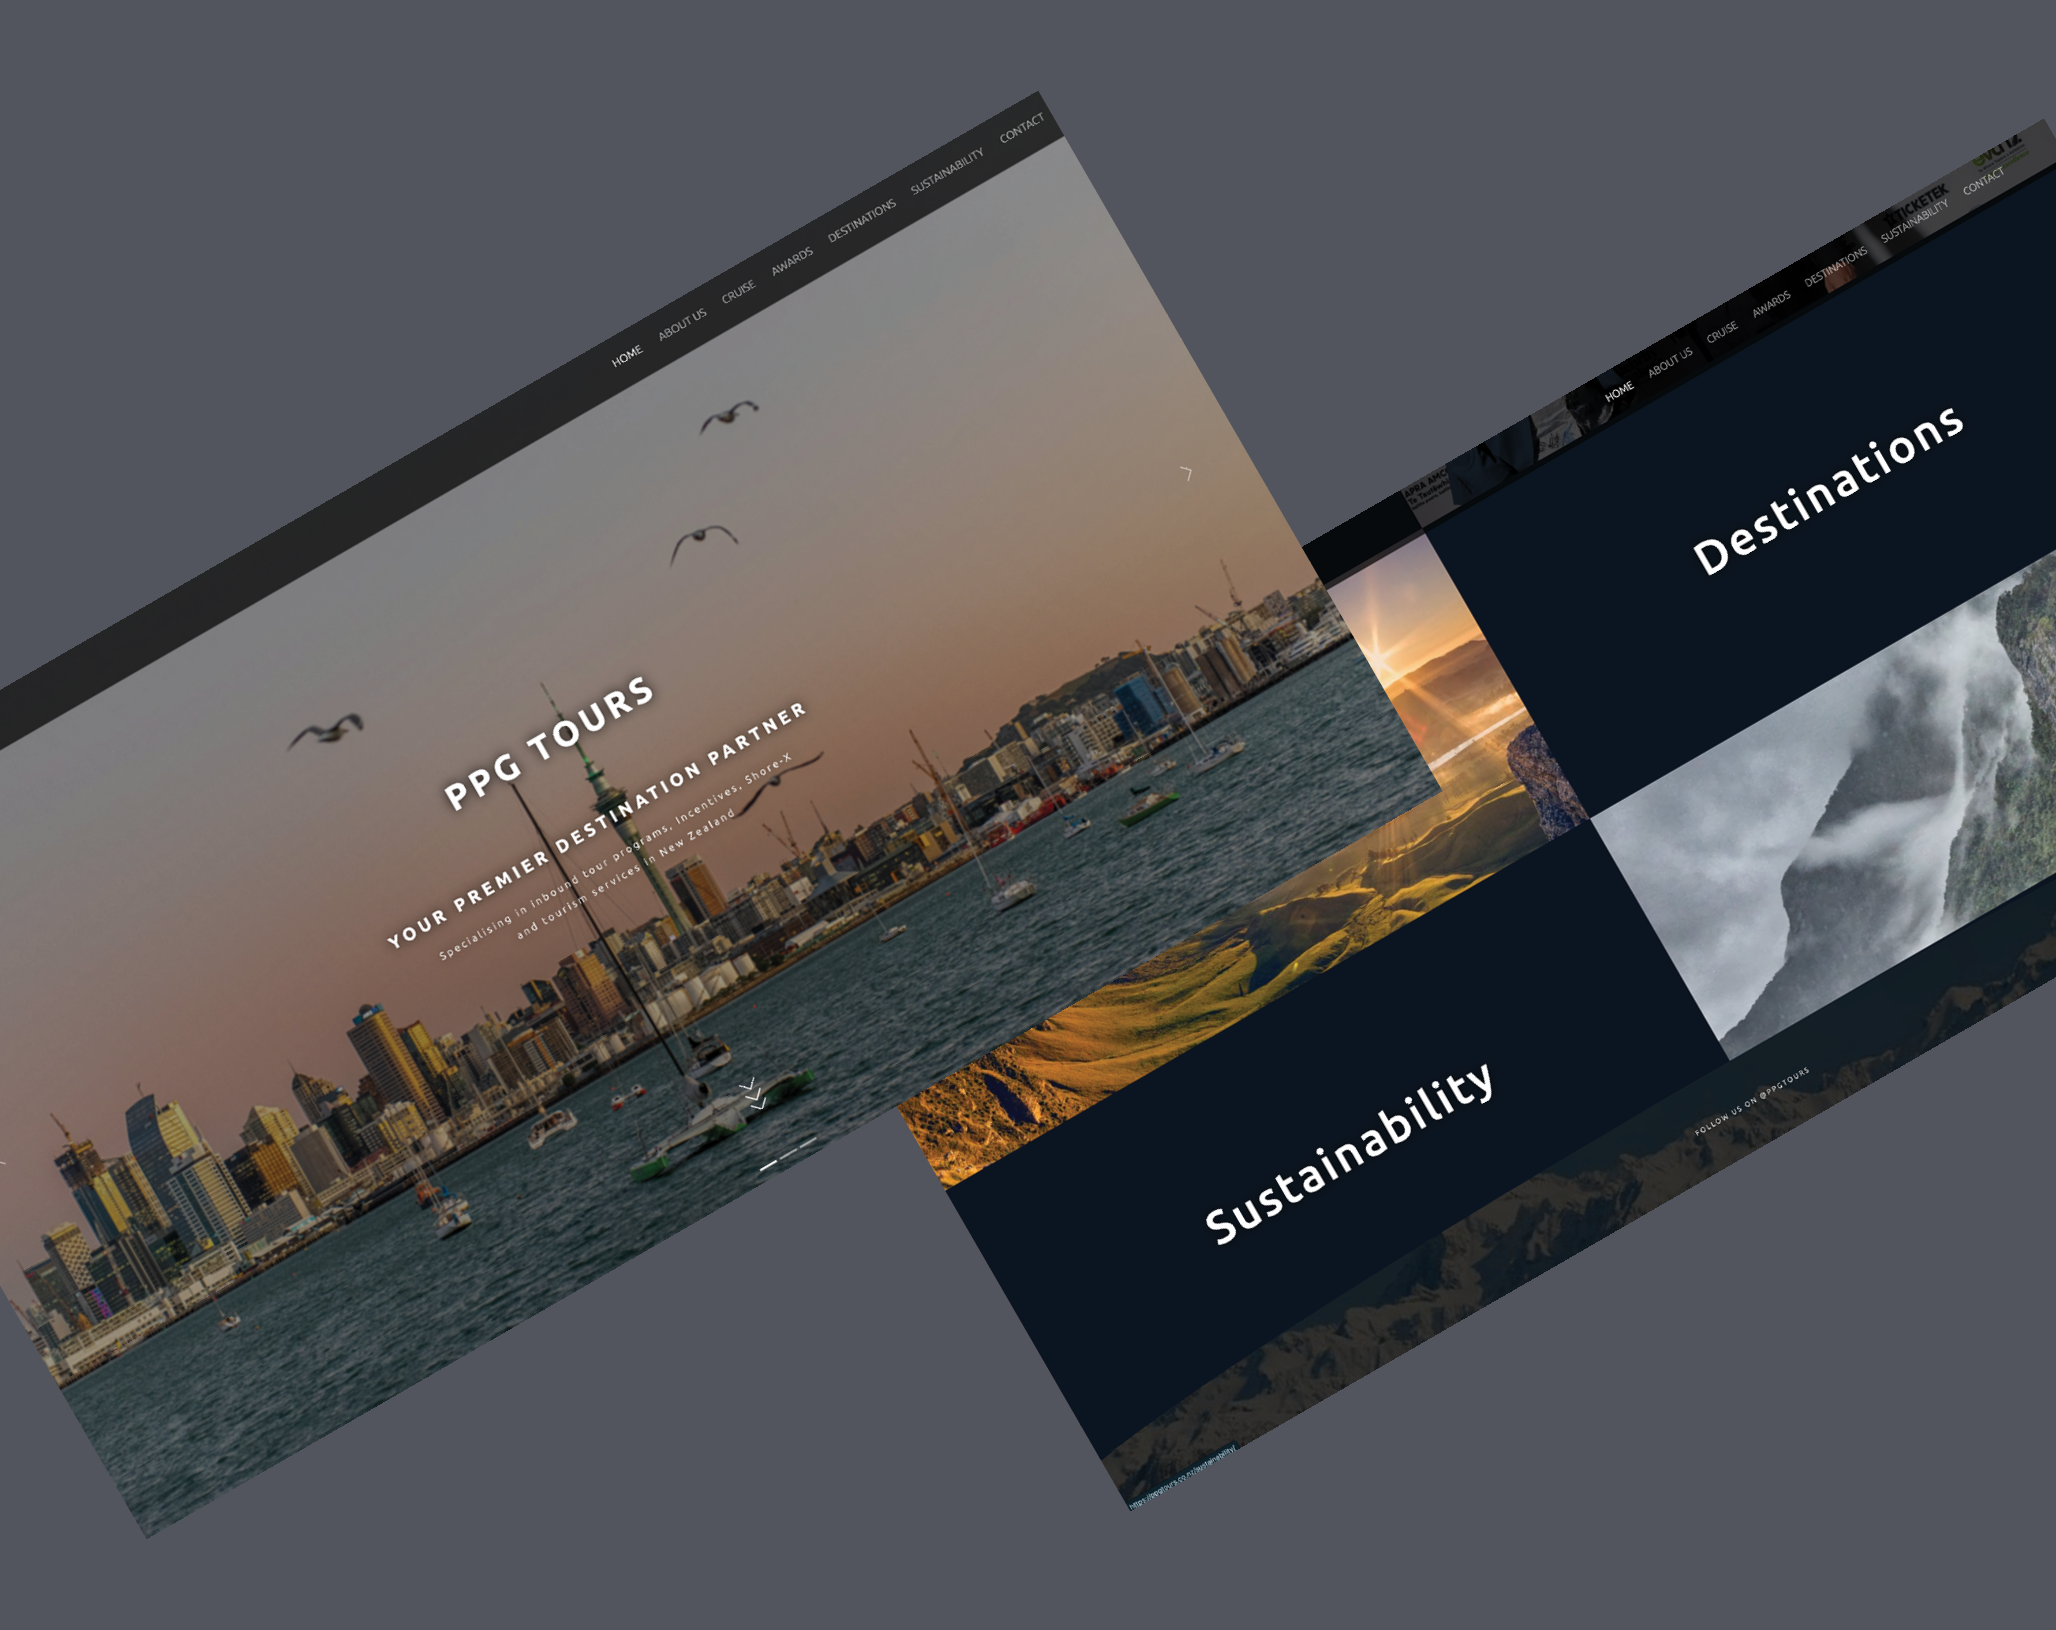 HOME ABOUT US CRUISE AWARDS DESTINATIONS SUSTAINABILITY CONTACT
PPG TOURS
YOUR PREMIER DESTINATION PARTNER
Specialising in inbound tour programs, Incentives, Shore-X
and tourism services in New Zealand
TICKETEK
APRA AMC
HOME ABOUT US CRUISE AWARDS DESTINATIONS SUSTAINABILITY CONTACT
Destinations
Sustainability
FOLLOW US ON @PPGTOURS
https://ppgtours.co.nz/sustainability/